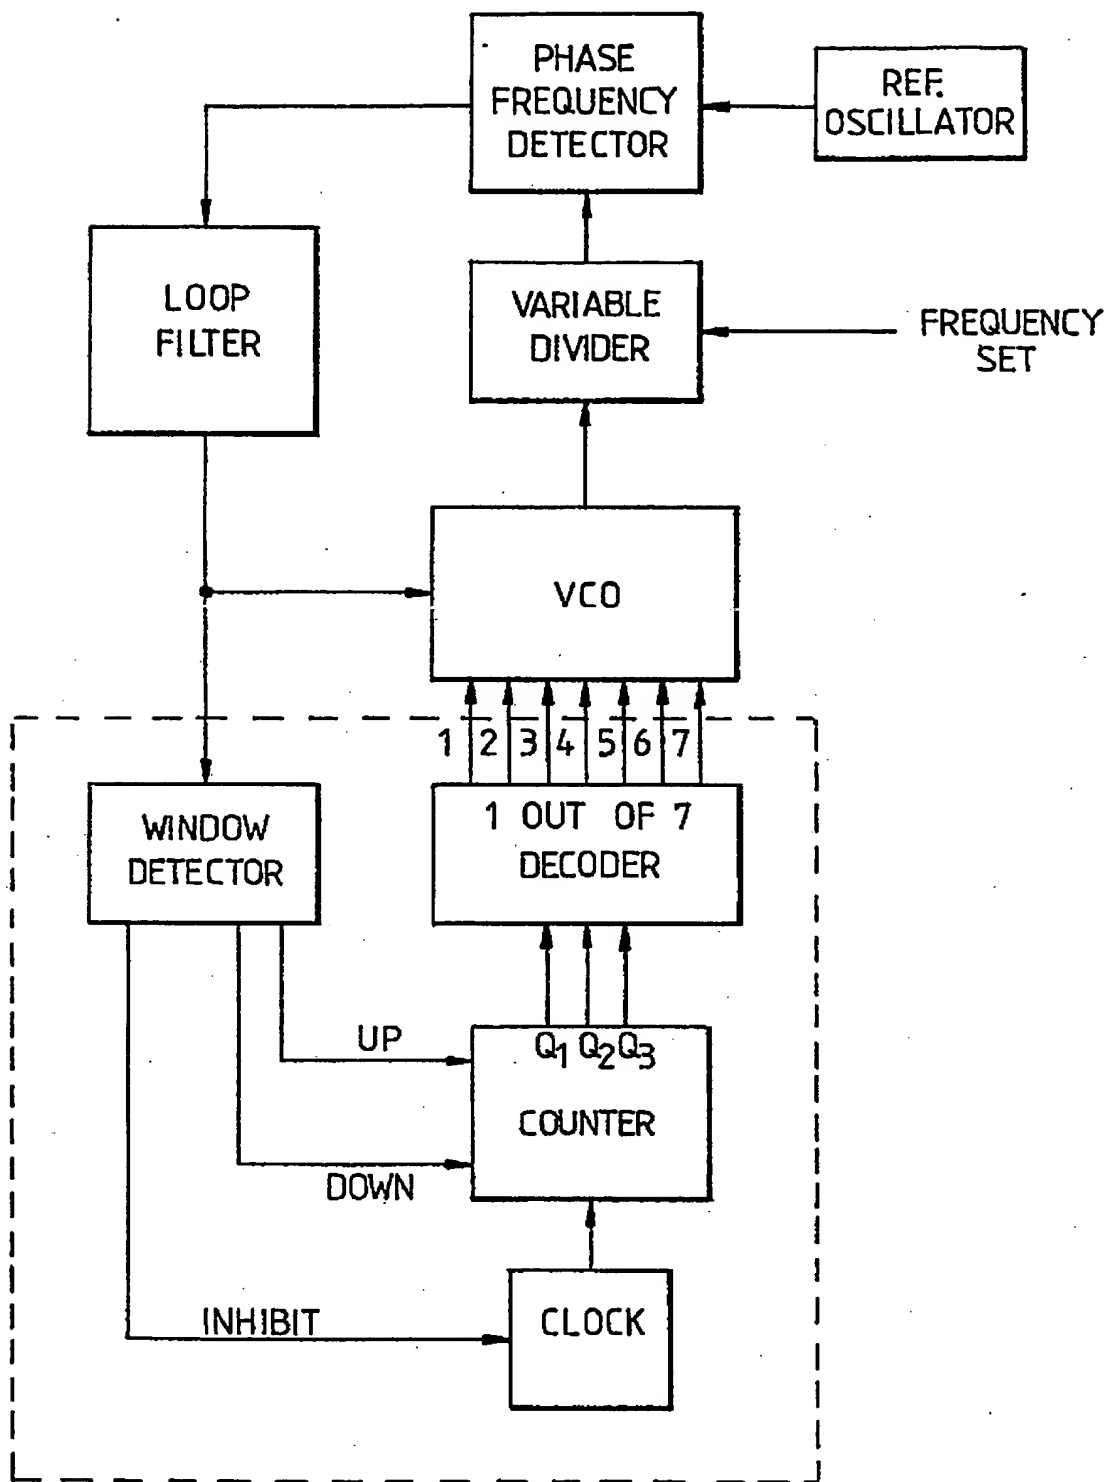 PHASE
FREQUENCY
DETECTOR
REF.
OSCILLATOR
LOOP
FILTER
VARIABLE
DIVIDER
FREQUENCY
SET
VCO
1 2 3 4 5 6 7
WINDOW
DETECTOR
1 OUT OF 7
DECODER
UP
Q1 Q2 Q3
COUNTER
DOWN
INHIBIT
CLOCK